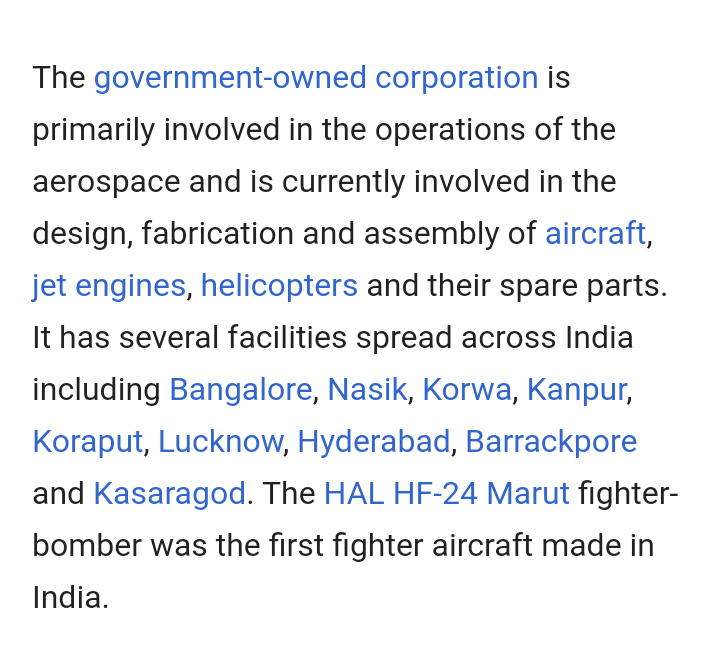 The government-owned corporation is
primarily involved in the operations of the
aerospace and is currently involved in the
design, fabrication and assembly of aircraft,
jet engines, helicopters and their spare parts.
It has several facilities spread across India
including Bangalore, Nasik, Korwa, Kanpur,
Koraput, Lucknow, Hyderabad, Barrackpore
and Kasaragod. The HAL HF-24 Marut fighter-
bomber was the first fighter aircraft made in
India.